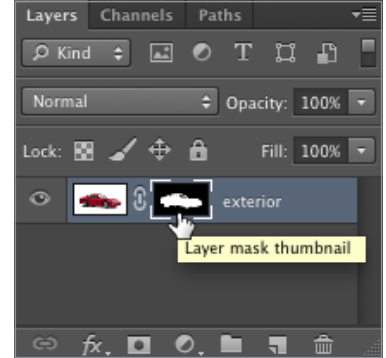 Layers Channels Paths
Kind T
Normal Opacity: 100%
Lock: Fill: 100%
exterior
Layer mask thumbnail
fx.